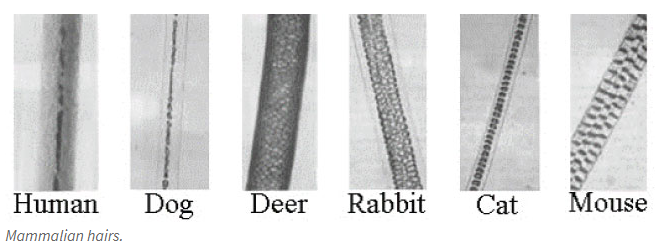 Human Dog Deer Rabbit Cat Mouse
Mammalian hairs.